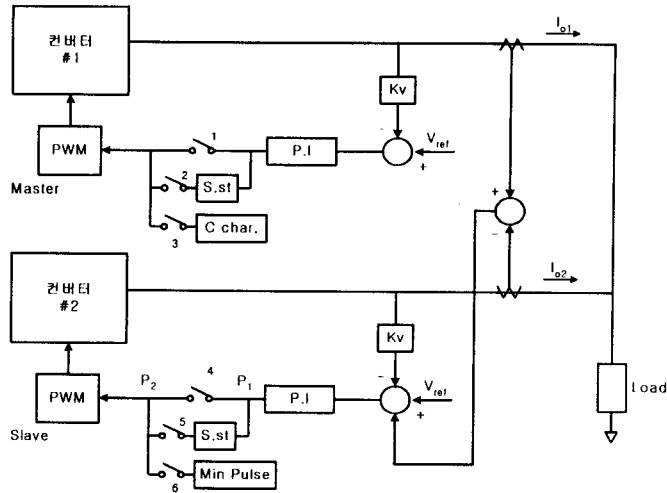 컨버터
#1
I_o1
Kv
PWM
1
P.I
V_ref
-
+
Master
2
S.st
3
C char.
+
-
컨버터
#2
I_o2
Kv
PWM
P_2
4
P_1
P.I
-
V_ref
+
Load
Slave
5
S.st
6
Min Pulse